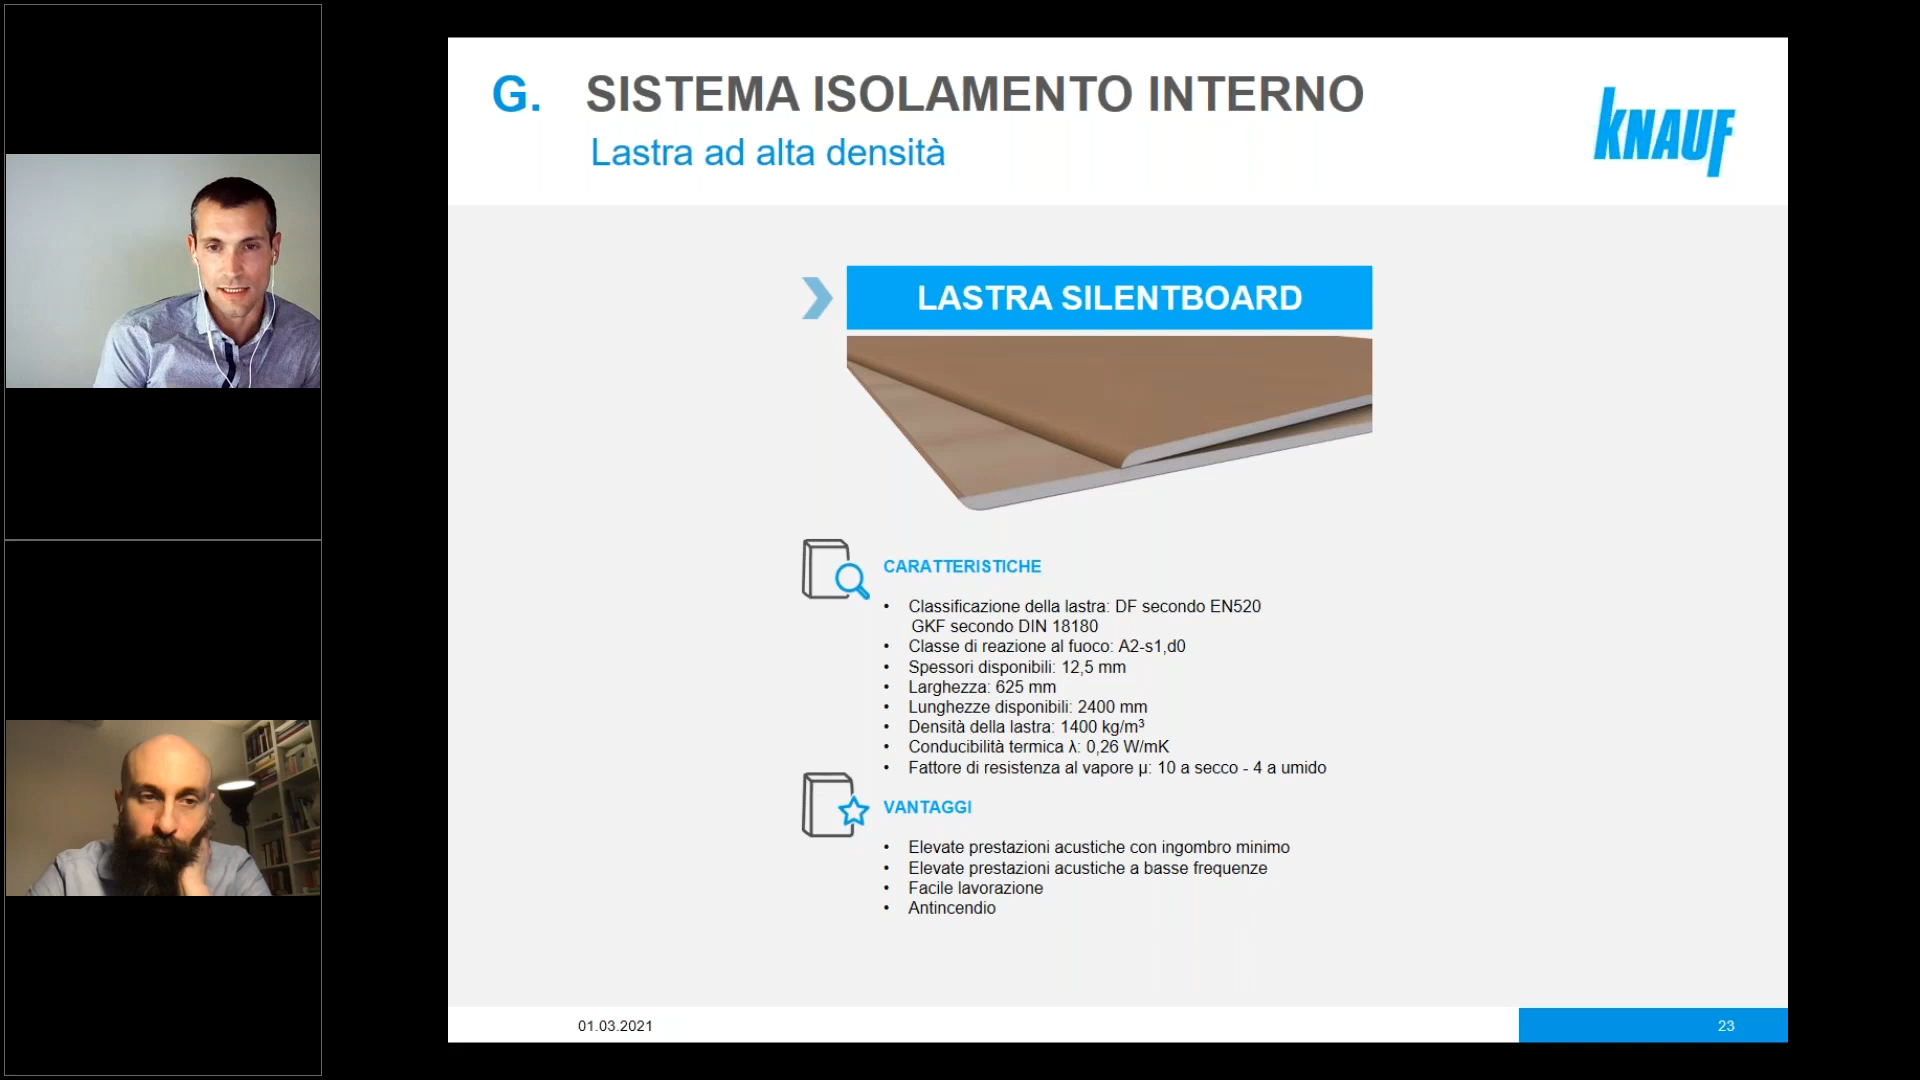 G. SISTEMA ISOLAMENTO INTERNO
Lastra ad alta densità
KNAUF
LASTRA SILENTBOARD
CARATTERISTICHE
• Classificazione della lastra: DF secondo EN520
GKF secondo DIN 18180
• Classe di reazione al fuoco: A2-s1,d0
• Spessori disponibili: 12,5 mm
• Larghezza: 625 mm
• Lunghezze disponibili: 2400 mm
• Densità della lastra: 1400 kg/m³
• Conducibilità termica λ: 0,26 W/mK
• Fattore di resistenza al vapore µ: 10 a secco - 4 a umido
VANTAGGI
• Elevate prestazioni acustiche con ingombro minimo
• Elevate prestazioni acustiche a basse frequenze
• Facile lavorazione
• Antincendio
01.03.2021
23